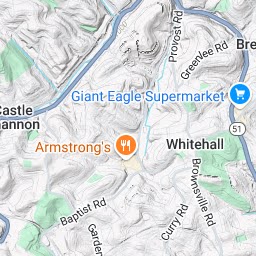 Provost Rd
Greenlee Rd
Bre
Giant Eagle Supermarket
Castle
hannon
51
Armstrong's
Whitehall
Brownsville Rd
Baptist Rd
Curry Rd
Garden